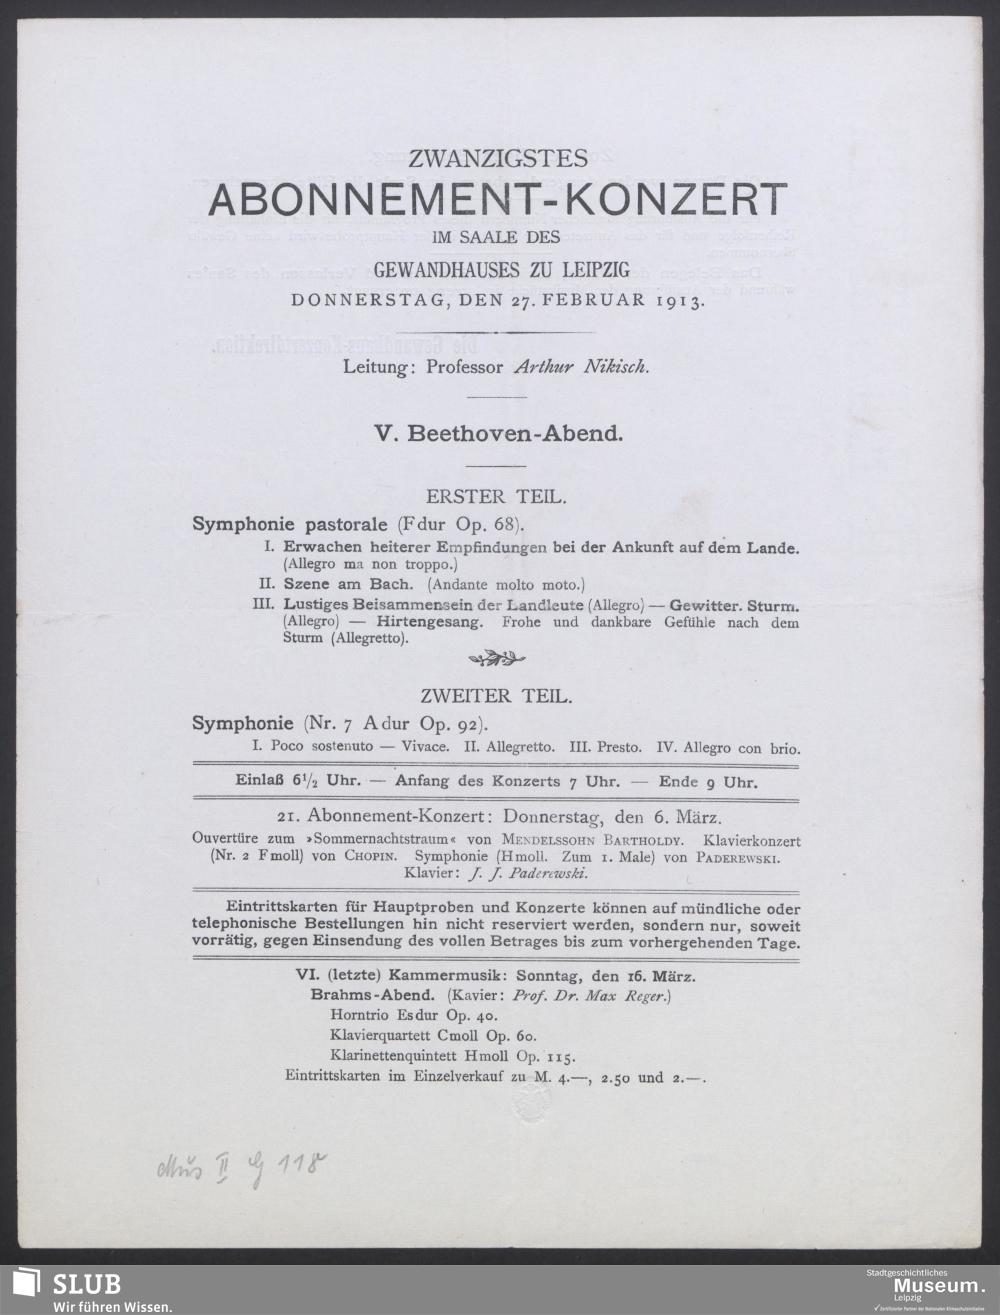 ZWANZIGSTES
ABONNEMENT-KONZERT
IM SAALE DES
GEWANDHAUSES ZU LEIPZIG
DONNERSTAG, DEN 27. FEBRUAR 1913.
Leitung: Professor Arthur Nikisch.
V. Beethoven-Abend.
ERSTER TEIL.
Symphonie pastorale (Fdur Op. 68).
I. Erwachen heiterer Empfindungen bei der Ankunft auf dem Lande.
(Allegro ma non troppo.)
II. Szene am Bach. (Andante molto moto.)
III. Lustiges Beisammensein der Landleute (Allegro) — Gewitter. Sturm.
(Allegro) — Hirtengesang. Frohe und dankbare Gefühle nach dem
Sturm (Allegretto).
ZWEITER TEIL.
Symphonie (Nr. 7 Adur Op. 92).
I. Poco sostenuto — Vivace. II. Allegretto. III. Presto. IV. Allegro con brio.
Einlaß 6½ Uhr. — Anfang des Konzerts 7 Uhr. — Ende 9 Uhr.
21. Abonnement-Konzert: Donnerstag, den 6. März.
Ouvertüre zum »Sommernachtstraum« von MENDELSSOHN BARTHOLDY. Klavierkonzert
(Nr. 2 Fmoll) von CHOPIN. Symphonie (Hmoll. Zum 1. Male) von PADEREWSKI.
Klavier: J. J. Paderewski.
Eintrittskarten für Hauptproben und Konzerte können auf mündliche oder
telephonische Bestellungen hin nicht reserviert werden, sondern nur, soweit
vorrätig, gegen Einsendung des vollen Betrages bis zum vorhergehenden Tage.
VI. (letzte) Kammermusik: Sonntag, den 16. März.
Brahms-Abend. (Kavier: Prof. Dr. Max Reger.)
Horntrio Esdur Op. 40.
Klavierquartett Cmoll Op. 60.
Klarinettenquintett Hmoll Op. 115.
Eintrittskarten im Einzelverkauf zu M. 4.—, 2.50 und 2.—.
Mus II G 118
SLUB
Wir führen Wissen.
Stadtgeschichtliches
Museum.
Leipzig
Zertifizierter Partner der Nationalen Klimaschutzinitiative